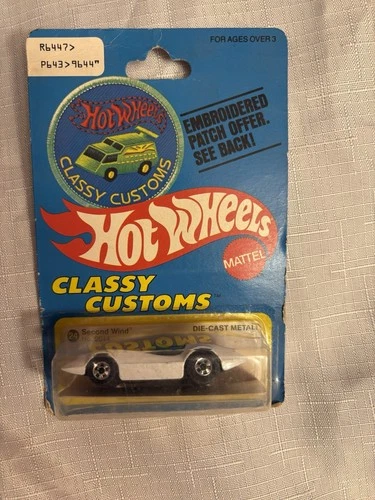 R6447>
P643>9644"
FOR AGES OVER 3
Hot Wheels
CLASSY CUSTOMS
EMBROIDERED
PATCH OFFER.
SEE BACK!
Hot Wheels
MATTEL
CLASSY
CUSTOMS
Second Wind
DIE-CAST METAL